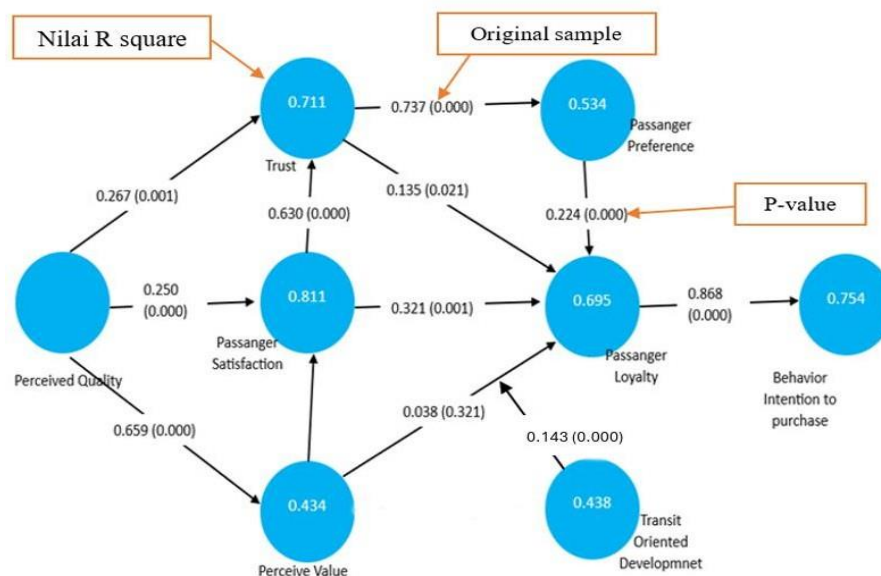 Nilai R square
Original sample
0.711
0.737 (0.000)
0.534
Trust
Passanger
Preference
0.267 (0.001)
0.630 (0.000)
0.135 (0.021)
0.224 (0.000)
P-value
0.250
(0.000)
0.811
0.321 (0.001)
0.695
0.868
(0.000)
0.754
Perceived Quality
Passanger
Satisfaction
Passanger
Loyalty
Behavior
Intention to
purchase
0.659 (0.000)
0.038 (0.321)
0.143 (0.000)
0.434
0.438
Perceive Value
Transit
Oriented
Developmnet